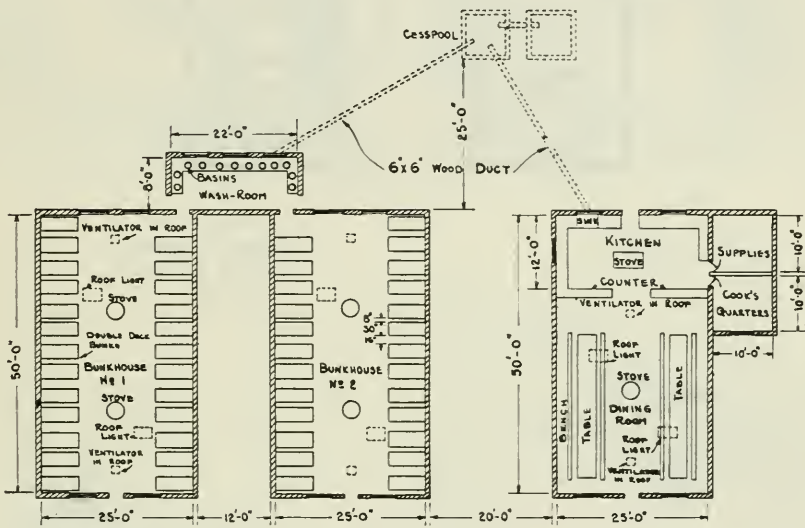 CESSPOOL
22'-0"
25'-0"
6"x6" WOOD DUCT
8'-0"
BASINS
WASH-ROOM
VENTILATOR IN ROOF
ROOF LIGHT
STOVE
DOUBLE DECK
BUNKS
50'-0"
BUNKHOUSE
Nº 1
STOVE
ROOF
LIGHT
VENTILATOR
IN ROOF
30"
BUNKHOUSE
Nº 2
SINK
KITCHEN
STOVE
12'-0"
COUNTER
VENTILATOR IN ROOF
SUPPLIES
COOK'S
QUARTERS
10'-0"
10'-0"
10'-0"
50'-0"
ROOF
LIGHT
STOVE
DINING
ROOM
BENCH
TABLE
TABLE
ROOF
LIGHT
VENTILATOR
IN ROOF
25'-0"
12'-0"
25'-0"
20'-0"
25'-0"